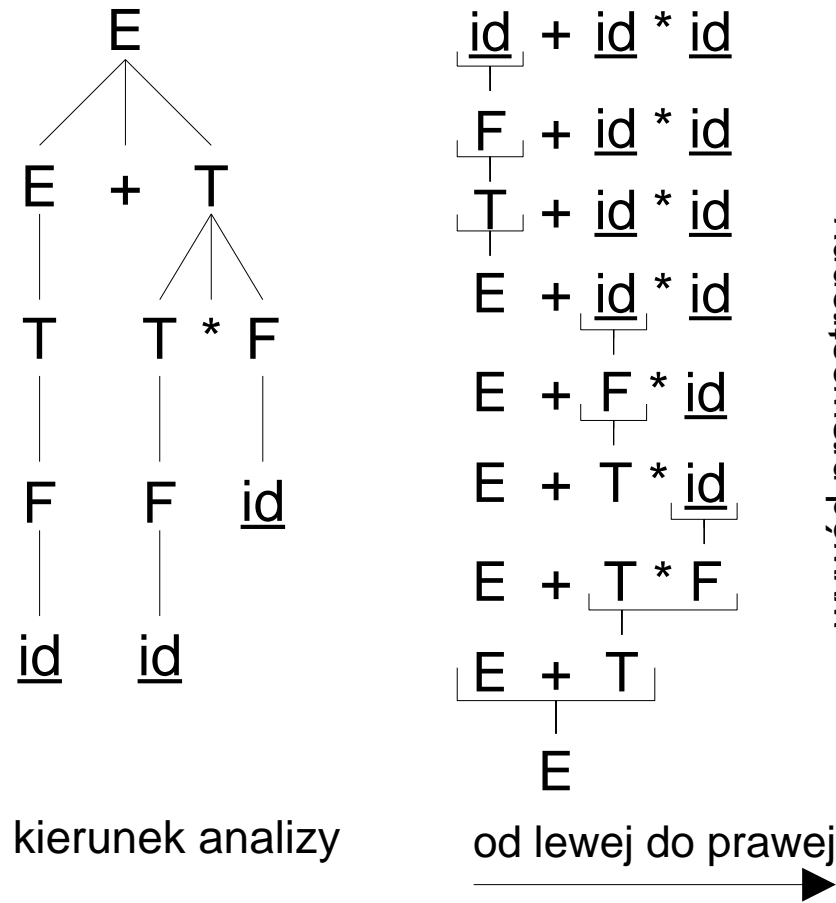 E
E + T
T T * F
F F id
id id
id + id * id
F + id * id
T + id * id
E + id * id
E + F * id
E + T * id
E + T * F
E + T
E
kierunek analizy
od lewej do prawej